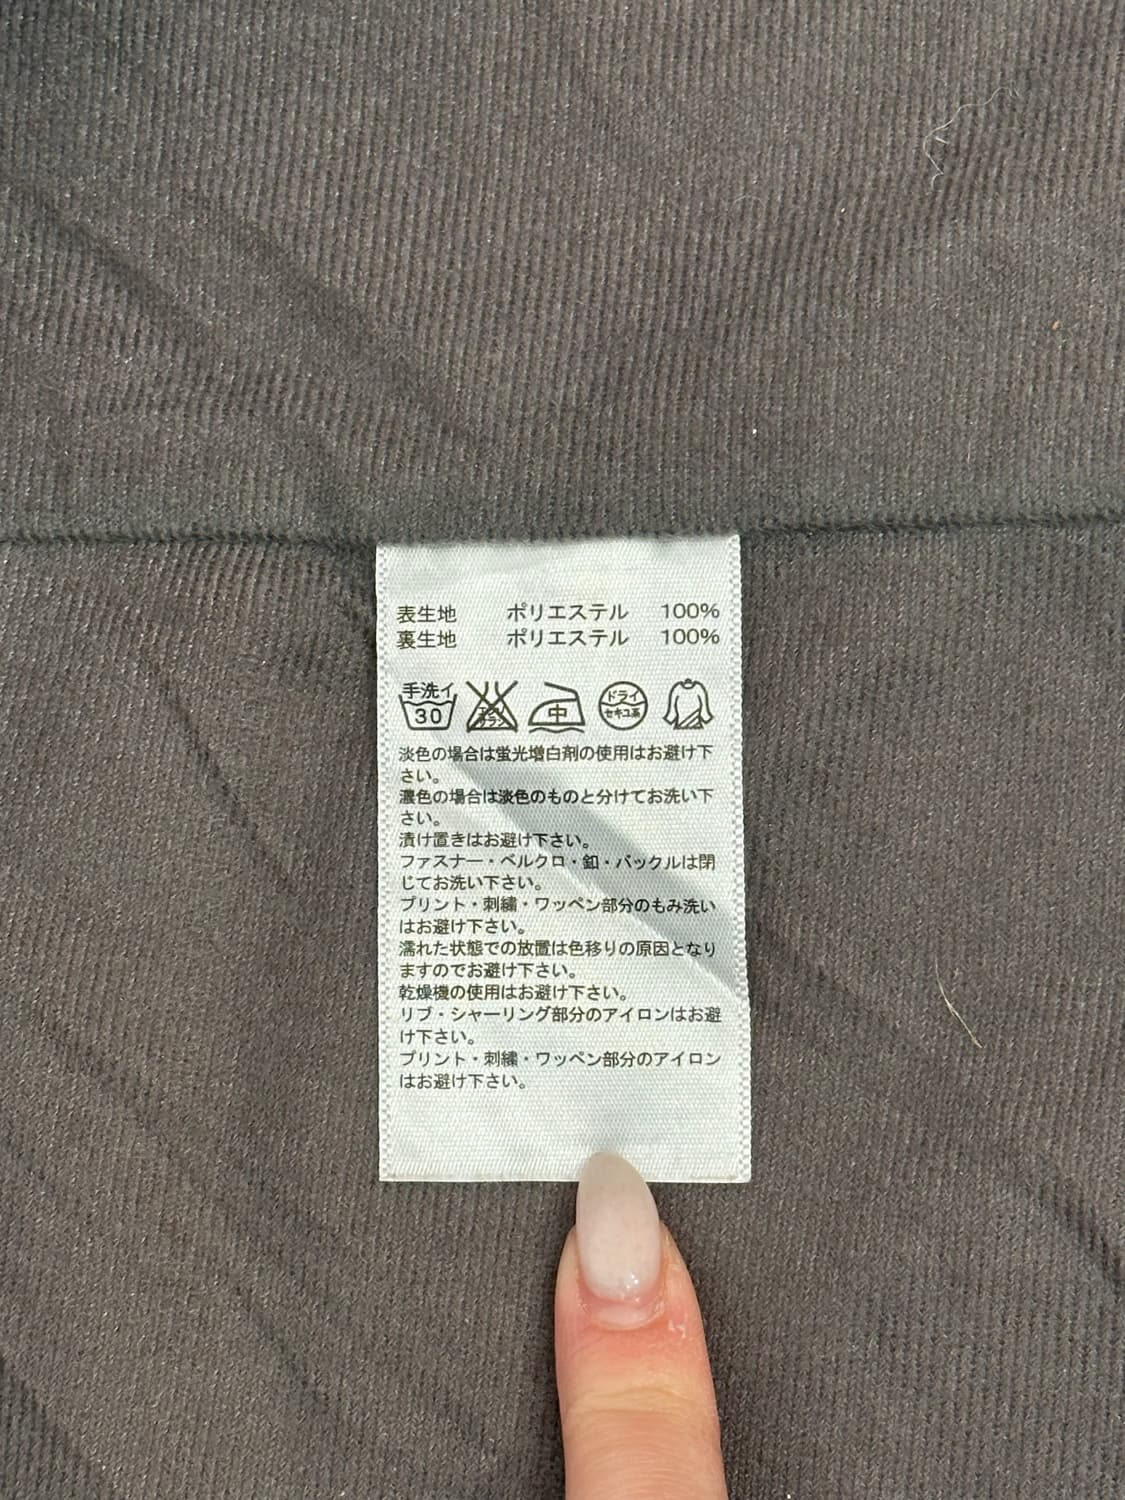 表生地 ポリエステル 100%
裏生地 ポリエステル 100%
手洗イ 30 エンソサラシ 中 ドライ セキユ系
淡色の場合は蛍光増白剤の使用はお避け下
さい。
濃色の場合は淡色のものと分けてお洗い下
さい。
漬け置きはお避け下さい。
ファスナー・ベルクロ・釦・バックルは閉
じてお洗い下さい。
プリント・刺繍・ワッペン部分のもみ洗い
はお避け下さい。
濡れた状態での放置は色移りの原因となり
ますのでお避け下さい。
乾燥機の使用はお避け下さい。
リブ・シャーリング部分のアイロンはお避
け下さい。
プリント・刺繍・ワッペン部分のアイロン
はお避け下さい。